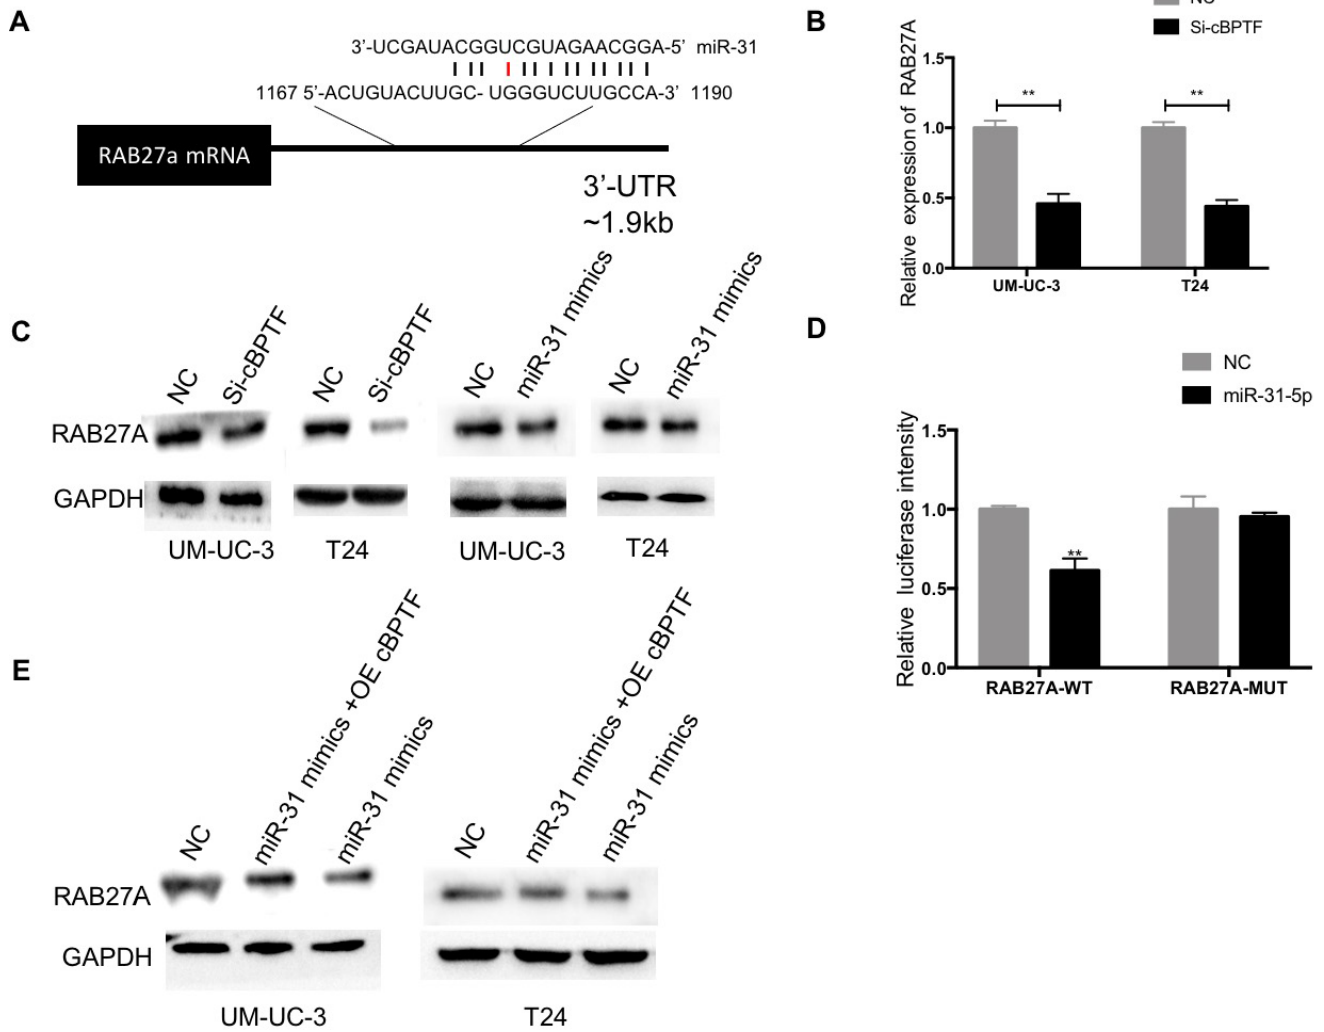 A
3'-UCGAUACGGUCGUAGAACGGA-5' miR-31
1167 5'-ACUGUACUUGC- UGGGUCUUGCCA-3' 1190
RAB27a mRNA
3'-UTR
~1.9kb
B
NC
Si-cBPTF
Relative expression of RAB27A
1.5
1.0
0.5
0.0
**
**
UM-UC-3
T24
C
NC
Si-cBPTF
NC
Si-cBPTF
NC
miR-31 mimics
NC
miR-31 mimics
RAB27A
GAPDH
UM-UC-3
T24
UM-UC-3
T24
D
NC
miR-31-5p
Relative luciferase intensity
1.5
1.0
0.5
0.0
**
RAB27A-WT
RAB27A-MUT
E
NC
miR-31 mimics +OE cBPTF
miR-31 mimics
NC
miR-31 mimics +OE cBPTF
miR-31 mimics
RAB27A
GAPDH
UM-UC-3
T24